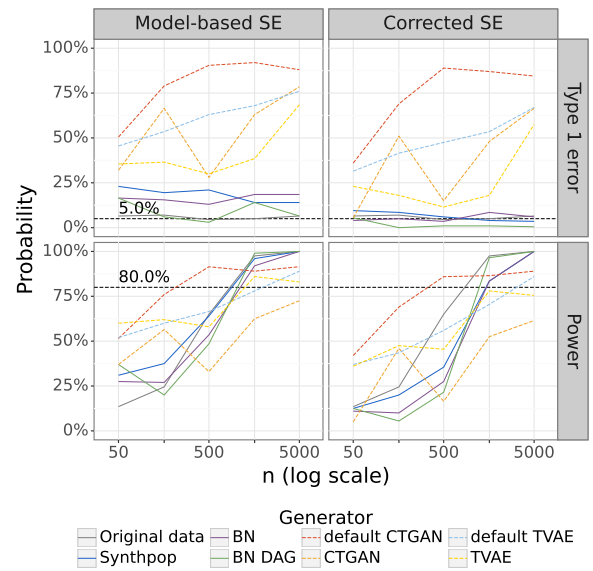 Model-based SE Corrected SE
100%
75%
50%
25%
0%
5.0%
Type 1 error
Probability
100%
75%
50%
25%
0%
80.0%
Power
50 500 5000 50 500 5000
n (log scale)
Generator
Original data BN default CTGAN default TVAE
Synthpop BN DAG CTGAN TVAE